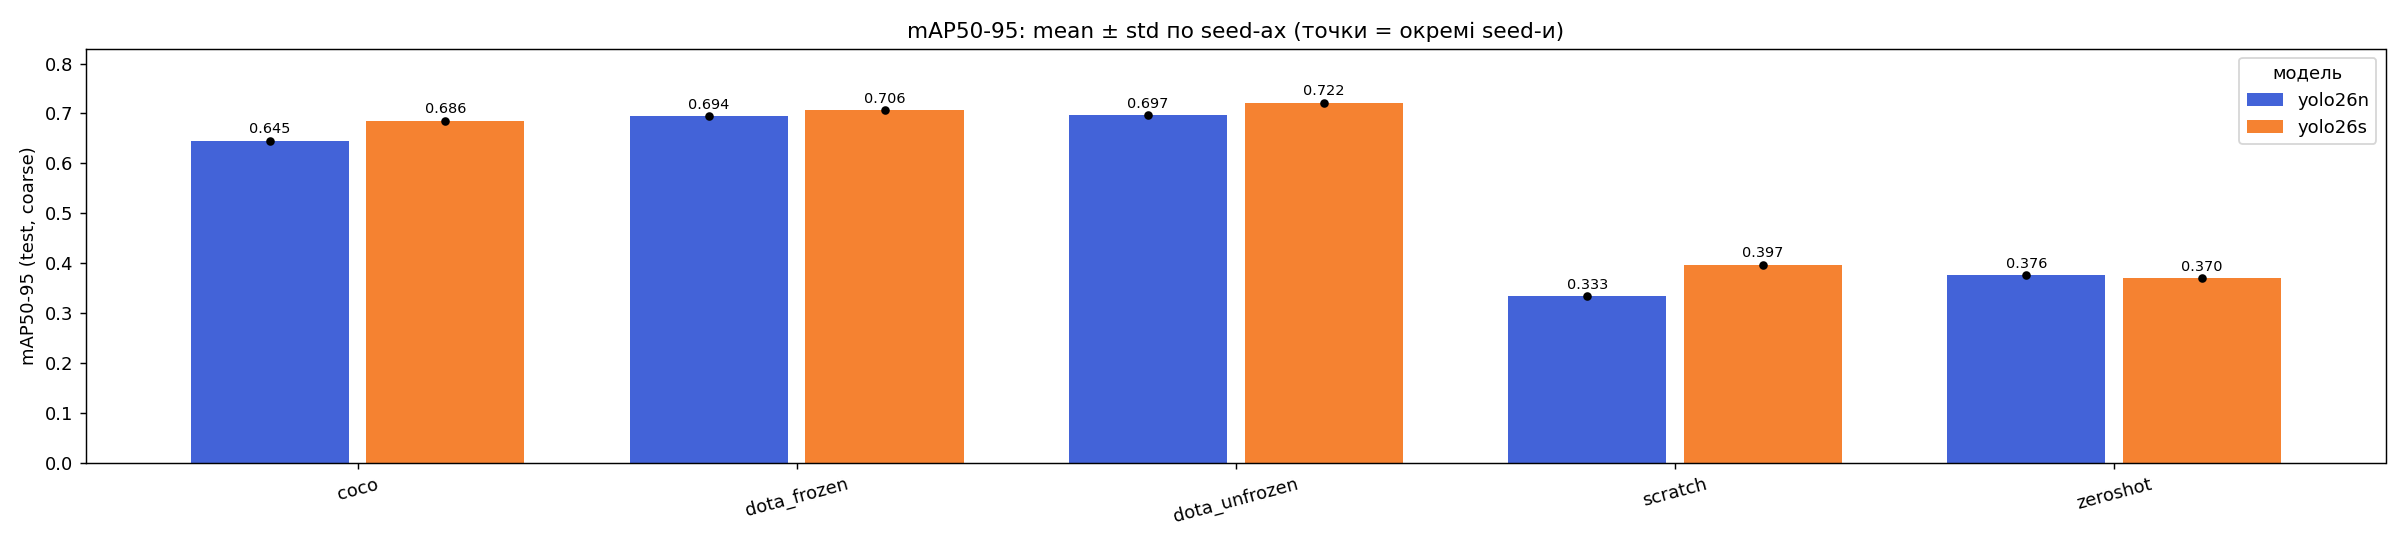 mAP50-95: mean ± std по seed-ах (точки = окремі seed-и)
mAP50-95 (test, coarse)
0.8
0.7
0.6
0.5
0.4
0.3
0.2
0.1
0.0
0.645
0.686
0.694
0.706
0.697
0.722
0.333
0.397
0.376
0.370
модель
yolo26n
yolo26s
coco
dota_frozen
dota_unfrozen
scratch
zeroshot